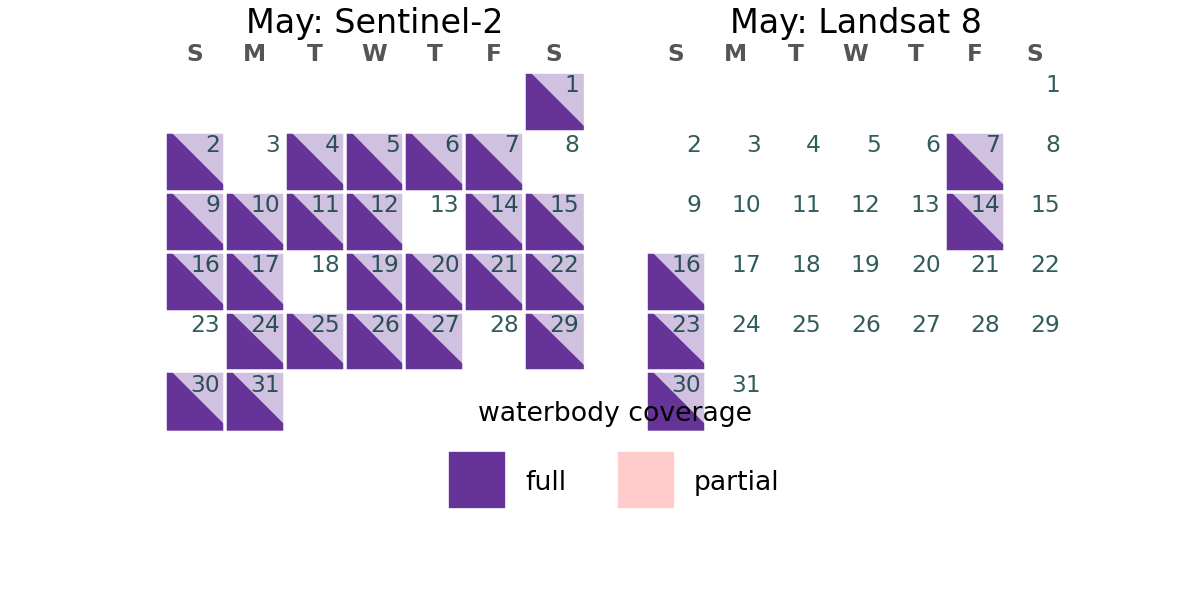 May: Sentinel-2
S M T W T F S
1
2 3 4 5 6 7 8
9 10 11 12 13 14 15
16 17 18 19 20 21 22
23 24 25 26 27 28 29
30 31
May: Landsat 8
S M T W T F S
1
2 3 4 5 6 7 8
9 10 11 12 13 14 15
16 17 18 19 20 21 22
23 24 25 26 27 28 29
30 31
waterbody coverage
full
partial